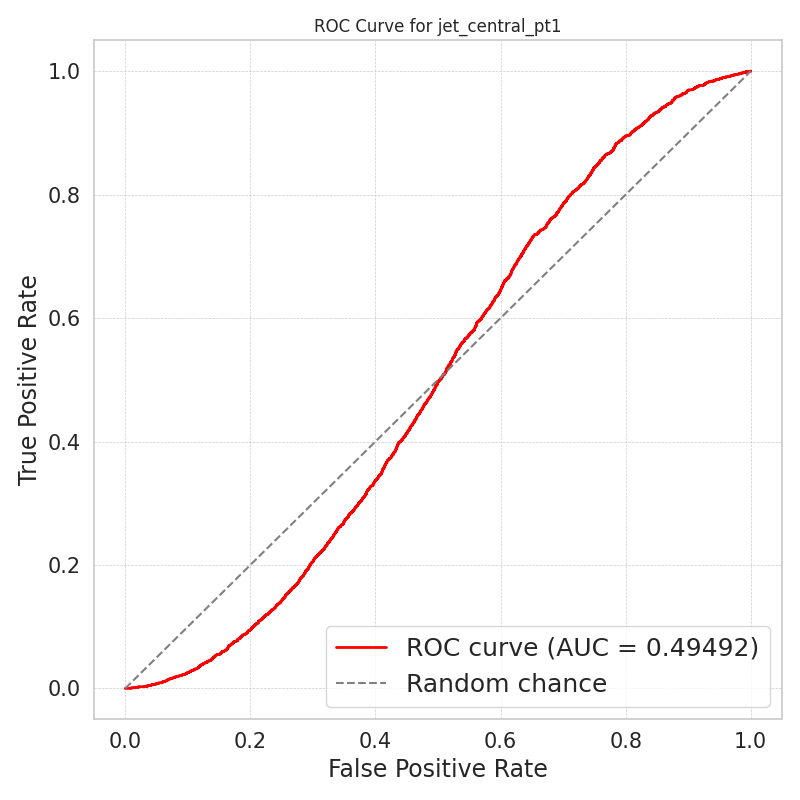 ROC Curve for jet_central_pt1
1.0
0.8
0.6
0.4
0.2
0.0
True Positive Rate
ROC curve (AUC = 0.49492)
Random chance
0.0 0.2 0.4 0.6 0.8 1.0
False Positive Rate